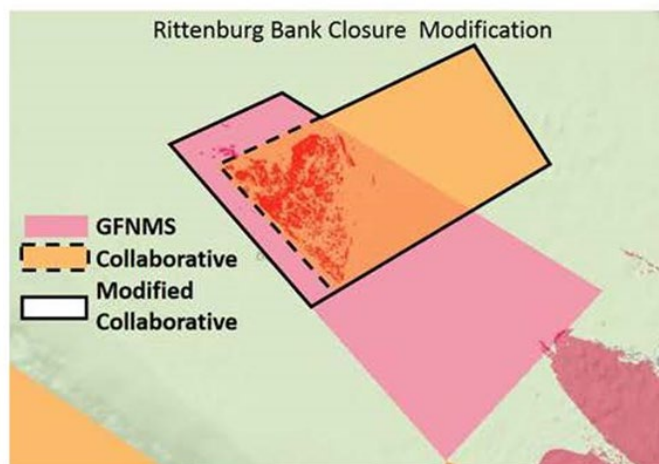 Rittenburg Bank Closure Modification
GFNMS
Collaborative
Modified
Collaborative